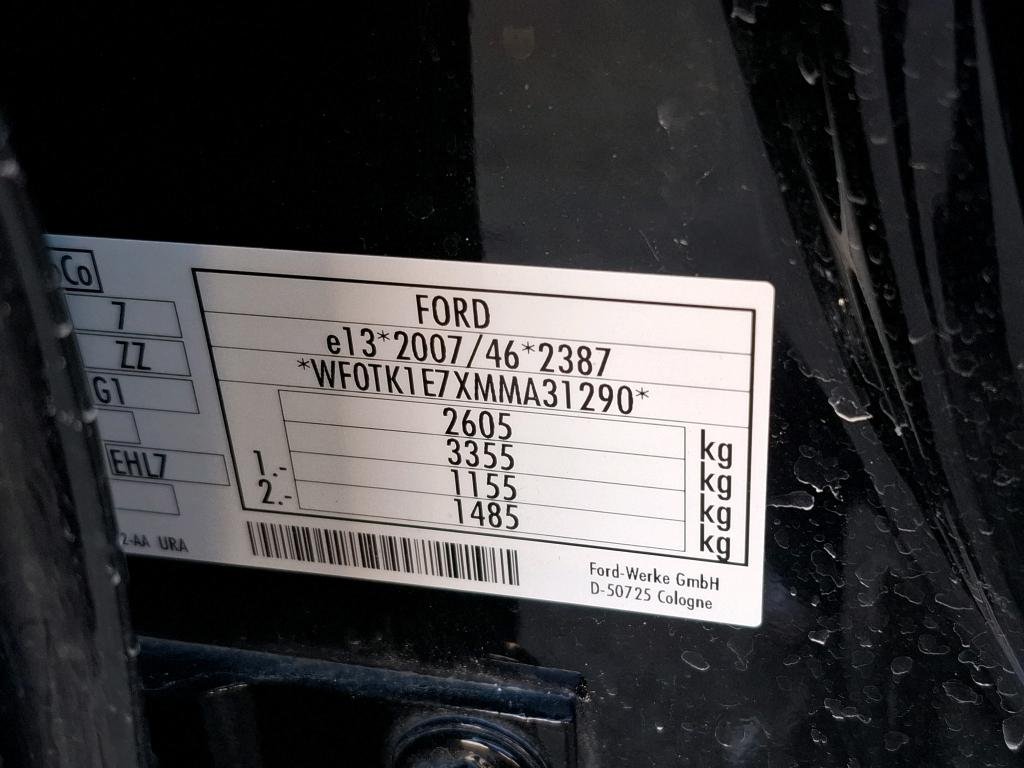 Co
7
ZZ
G1
EHL7
2-AA URA
FORD
e13*2007/46*2387
*WF0TK1E7XMMA31290*
2605 kg
3355 kg
1.- 1155 kg
2.- 1485 kg
Ford-Werke GmbH
D-50725 Cologne